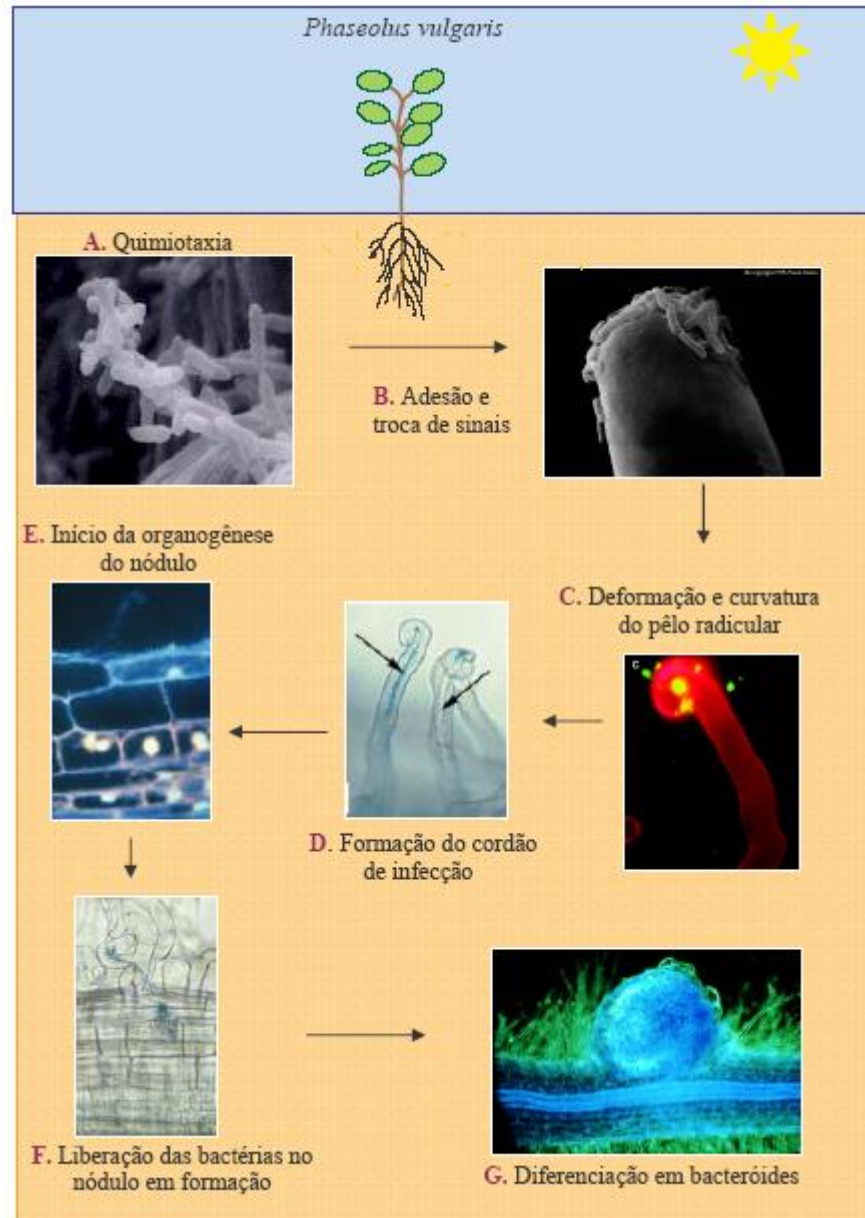 Phaseolus vulgaris
A. Quimiotaxia
B. Adesão e
troca de sinais
C. Deformação e curvatura
do pêlo radicular
C
D. Formação do cordão
de infecção
E. Início da organogênese
do nódulo
F. Liberação das bactérias no
nódulo em formação
G. Diferenciação em bacteróides